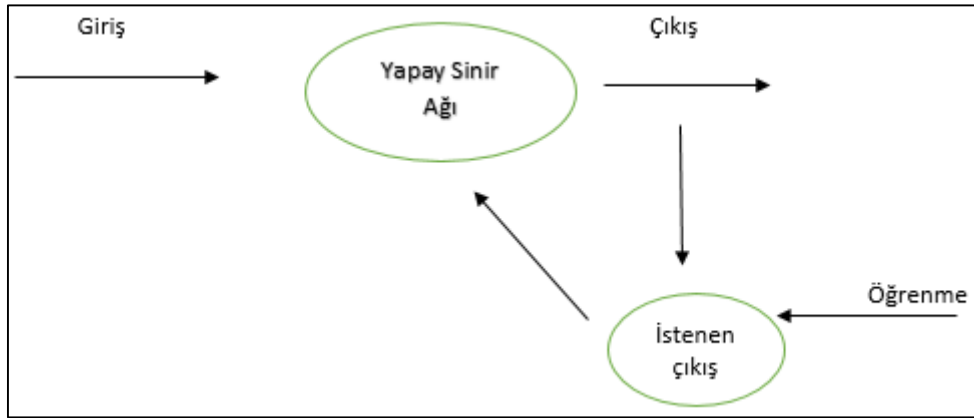 Giriş
Çıkış
Yapay Sinir
Ağı
Öğrenme
İstenen
çıkış